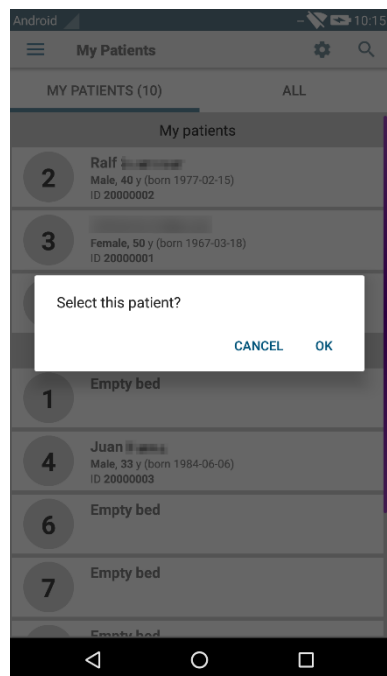 Android
10:15
My Patients
MY PATIENTS (10)
ALL
My patients
2
Ralf
Male, 40 y (born 1977-02-15)
ID 20000002
3
Female, 50 y (born 1967-03-18)
ID 20000001
Select this patient?
CANCEL
OK
1
Empty bed
4
Juan
Male, 33 y (born 1984-06-06)
ID 20000003
6
Empty bed
7
Empty bed
Empty bed